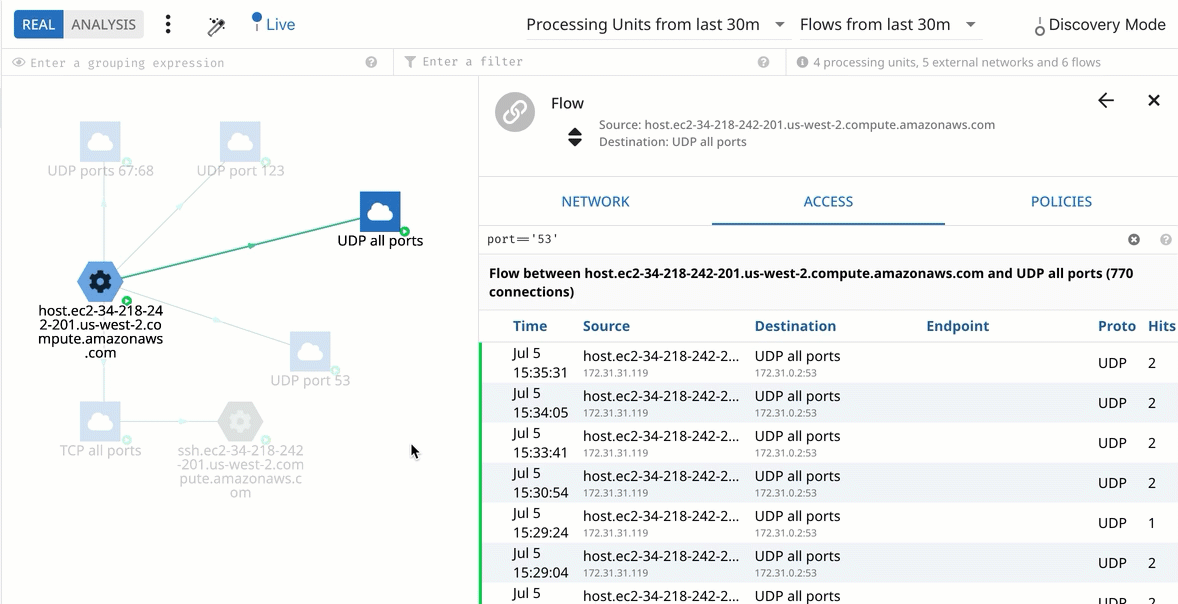 REAL ANALYSIS Live Processing Units from last 30m Flows from last 30m Discovery Mode
Enter a grouping expression ? Enter a filter ? 4 processing units, 5 external networks and 6 flows
UDP ports 67:68
UDP port 123
UDP all ports
host.ec2-34-218-24
2-201.us-west-2.co
mpute.amazonaws
.com
UDP port 53
TCP all ports
ssh.ec2-34-218-242
-201.us-west-2.com
pute.amazonaws.c
om
Flow
Source: host.ec2-34-218-242-201.us-west-2.compute.amazonaws.com
Destination: UDP all ports
NETWORK ACCESS POLICIES
port=='53' ?
Flow between host.ec2-34-218-242-201.us-west-2.compute.amazonaws.com and UDP all ports (770
connections)
Time Source Destination Endpoint Proto Hits
Jul 5
15:35:31 host.ec2-34-218-242-2... UDP all ports UDP 2
172.31.31.119 172.31.0.2:53
Jul 5
15:34:05 host.ec2-34-218-242-2... UDP all ports UDP 2
172.31.31.119 172.31.0.2:53
Jul 5
15:33:41 host.ec2-34-218-242-2... UDP all ports UDP 2
172.31.31.119 172.31.0.2:53
Jul 5
15:30:54 host.ec2-34-218-242-2... UDP all ports UDP 2
172.31.31.119 172.31.0.2:53
Jul 5
15:29:24 host.ec2-34-218-242-2... UDP all ports UDP 1
172.31.31.119 172.31.0.2:53
Jul 5
15:29:04 host.ec2-34-218-242-2... UDP all ports UDP 2
172.31.31.119 172.31.0.2:53
Jul 5 host.ec2-34-218-242-2... UDP all ports UDP 2